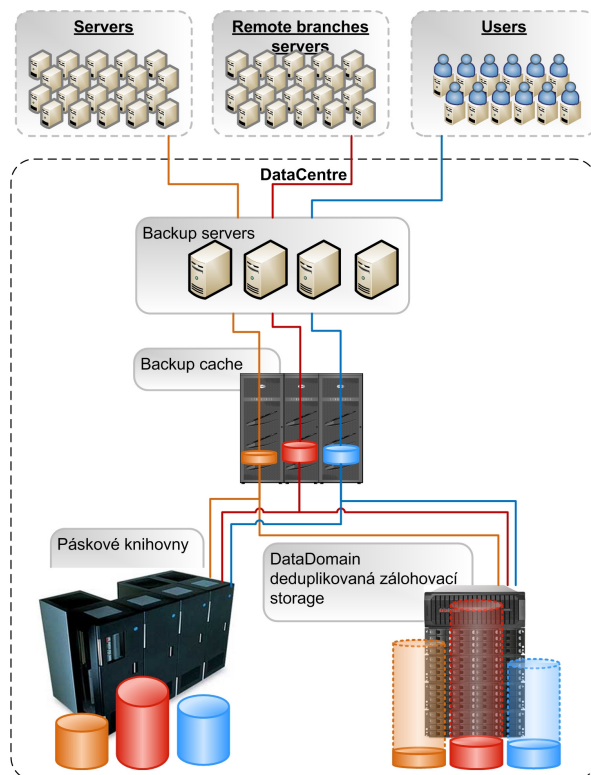 Servers
Remote branches
servers
Users
DataCentre
Backup servers
Backup cache
Páskové knihovny
DataDomain
deduplikovaná zálohovací
storage